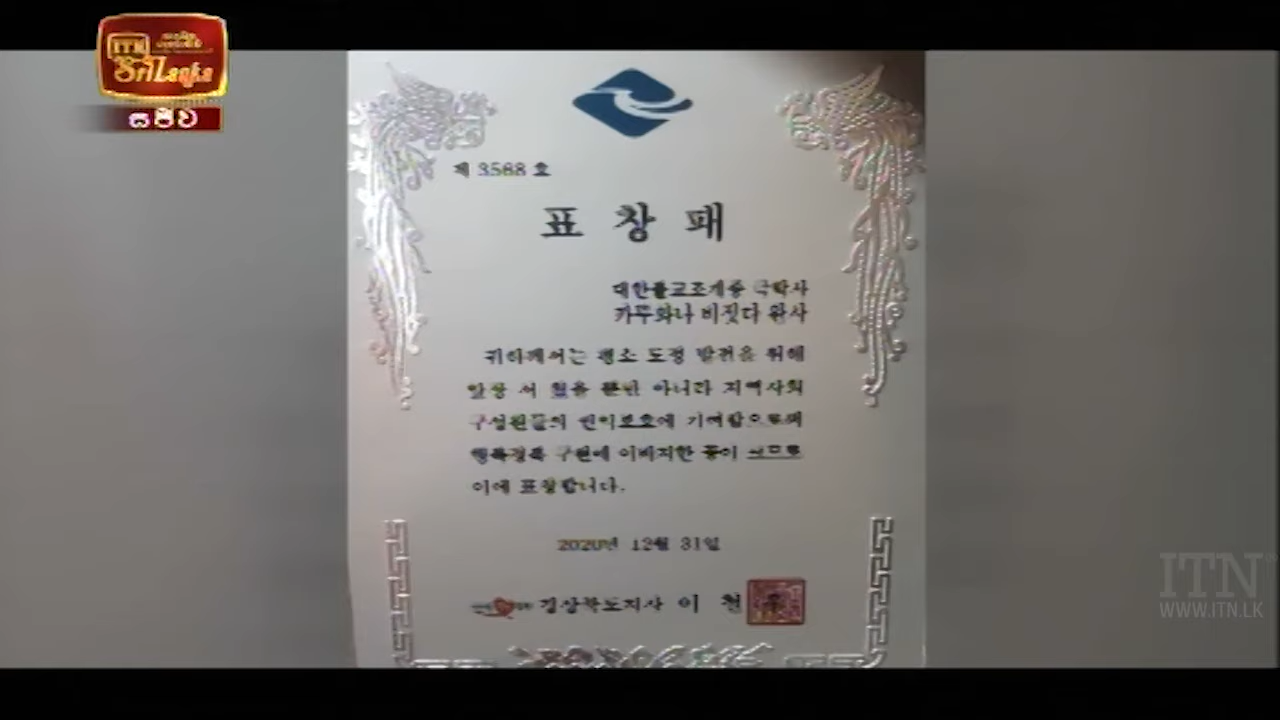 ITN
Sri Lanka
සජීව
제 3568 호
표 창 패
대한불교조계종 극락사
카루와나 비짓다 완사
귀하께서는 평소 도정 발전을 위해
앞장 서 왔을 뿐만 아니라 지역사회
구성원들의 권익보호에 기여함으로써
행복경북 구현에 이바지한 공이 크므로
이에 표창합니다.
2020년 12월 31일
경상북도지사 이 철 우
ITN
WWW.ITN.LK